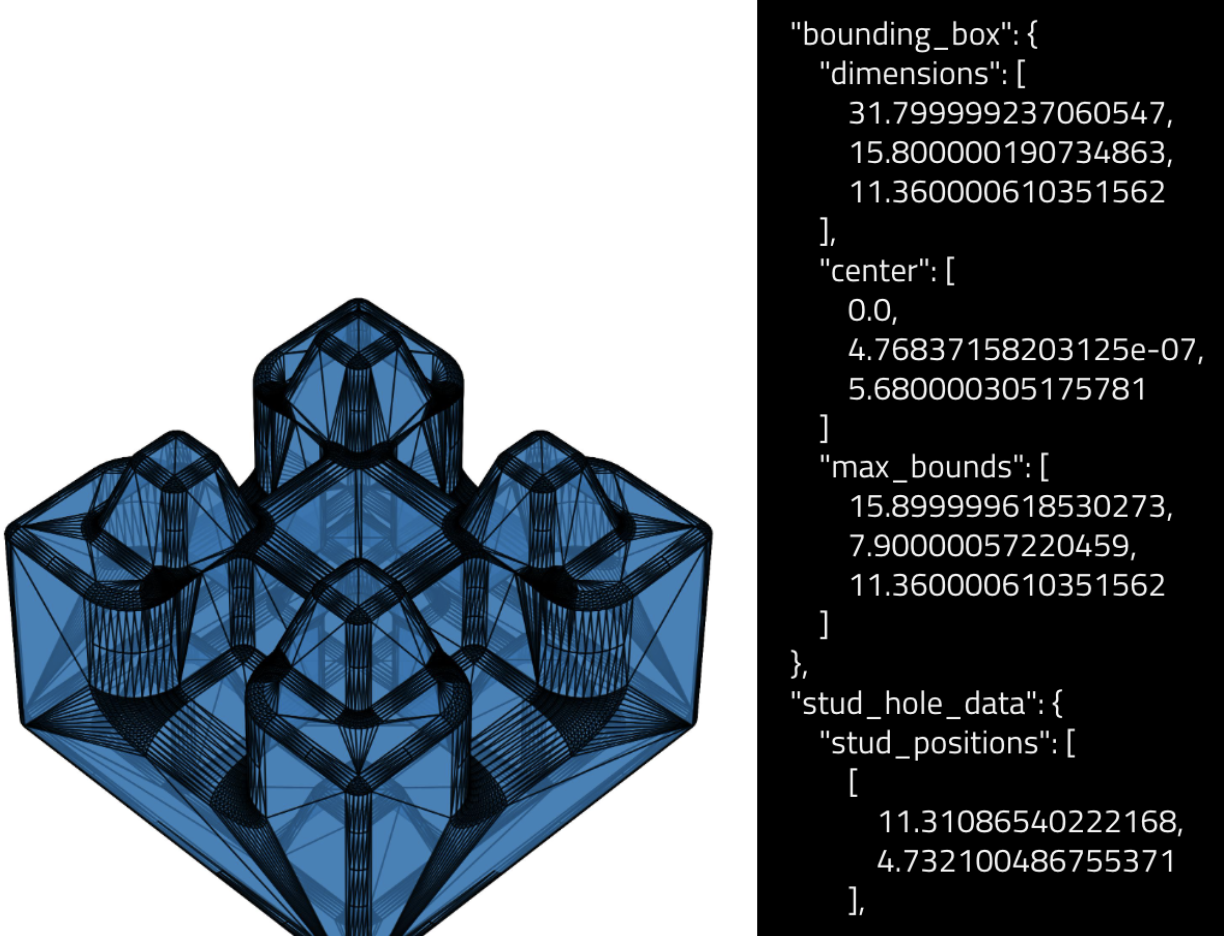 "bounding_box": {
"dimensions": [
31.799999237060547,
15.800000190734863,
11.360000610351562
],
"center": [
0.0,
4.76837158203125e-07,
5.680000305175781
]
"max_bounds": [
15.899999618530273,
7.90000057220459,
11.360000610351562
]
},
"stud_hole_data": {
"stud_positions": [
[
11.31086540222168,
4.732100486755371
],